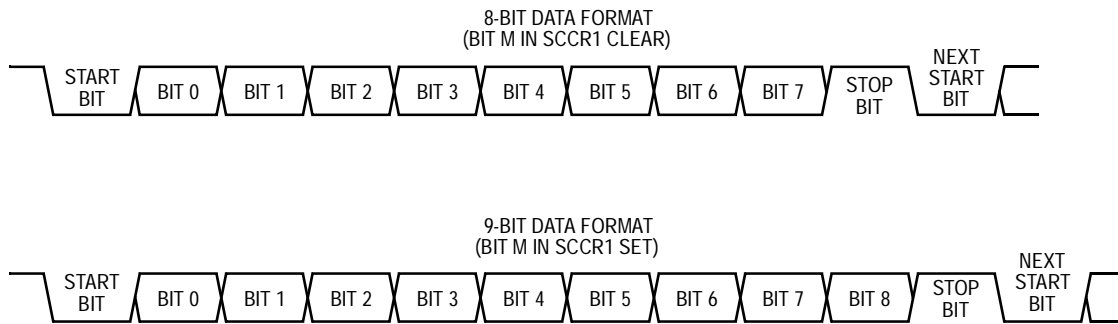 8-BIT DATA FORMAT
(BIT M IN SCCR1 CLEAR)
START
BIT
BIT 0
BIT 1
BIT 2
BIT 3
BIT 4
BIT 5
BIT 6
BIT 7
STOP
BIT
NEXT
START
BIT
9-BIT DATA FORMAT
(BIT M IN SCCR1 SET)
START
BIT
BIT 0
BIT 1
BIT 2
BIT 3
BIT 4
BIT 5
BIT 6
BIT 7
BIT 8
STOP
BIT
NEXT
START
BIT